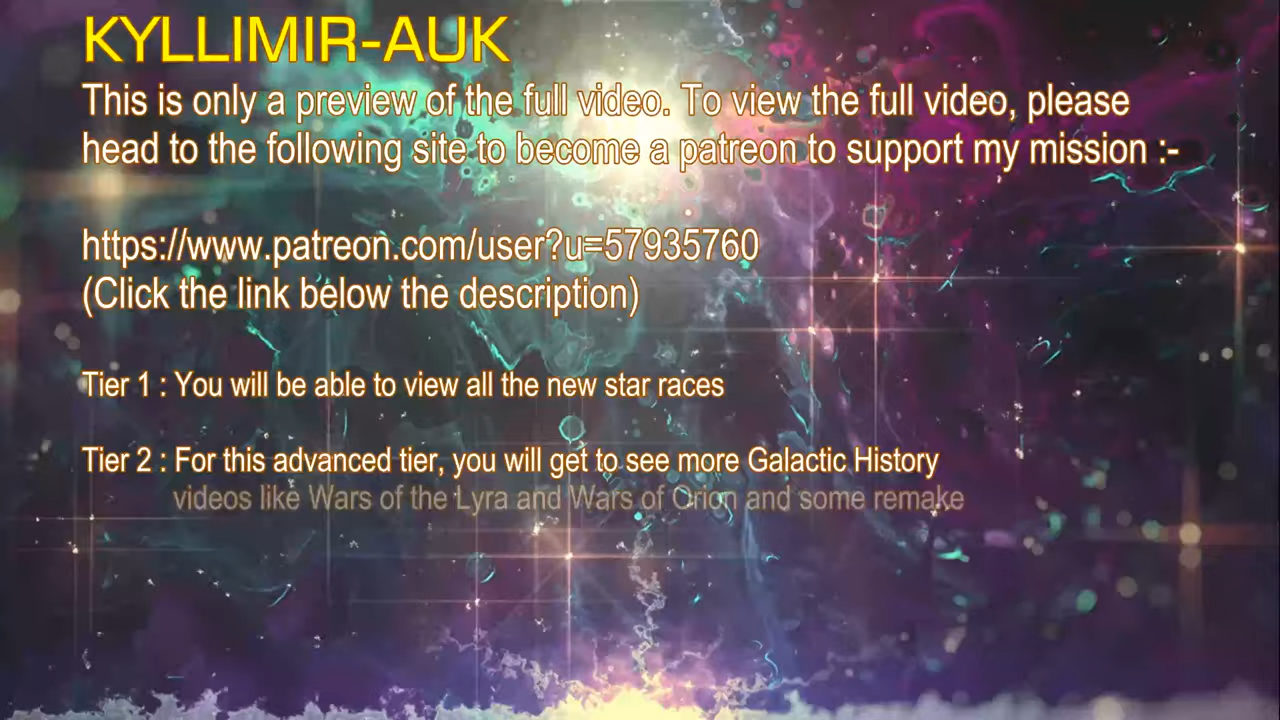 KYLLIMIR-AUK
This is only a preview of the full video. To view the full video, please
head to the following site to become a patreon to support my mission :-
https://www.patreon.com/user?u=57935760
(Click the link below the description)
Tier 1 : You will be able to view all the new star races
Tier 2 : For this advanced tier, you will get to see more Galactic History
videos like Wars of the Lyra and Wars of Orion and some remake